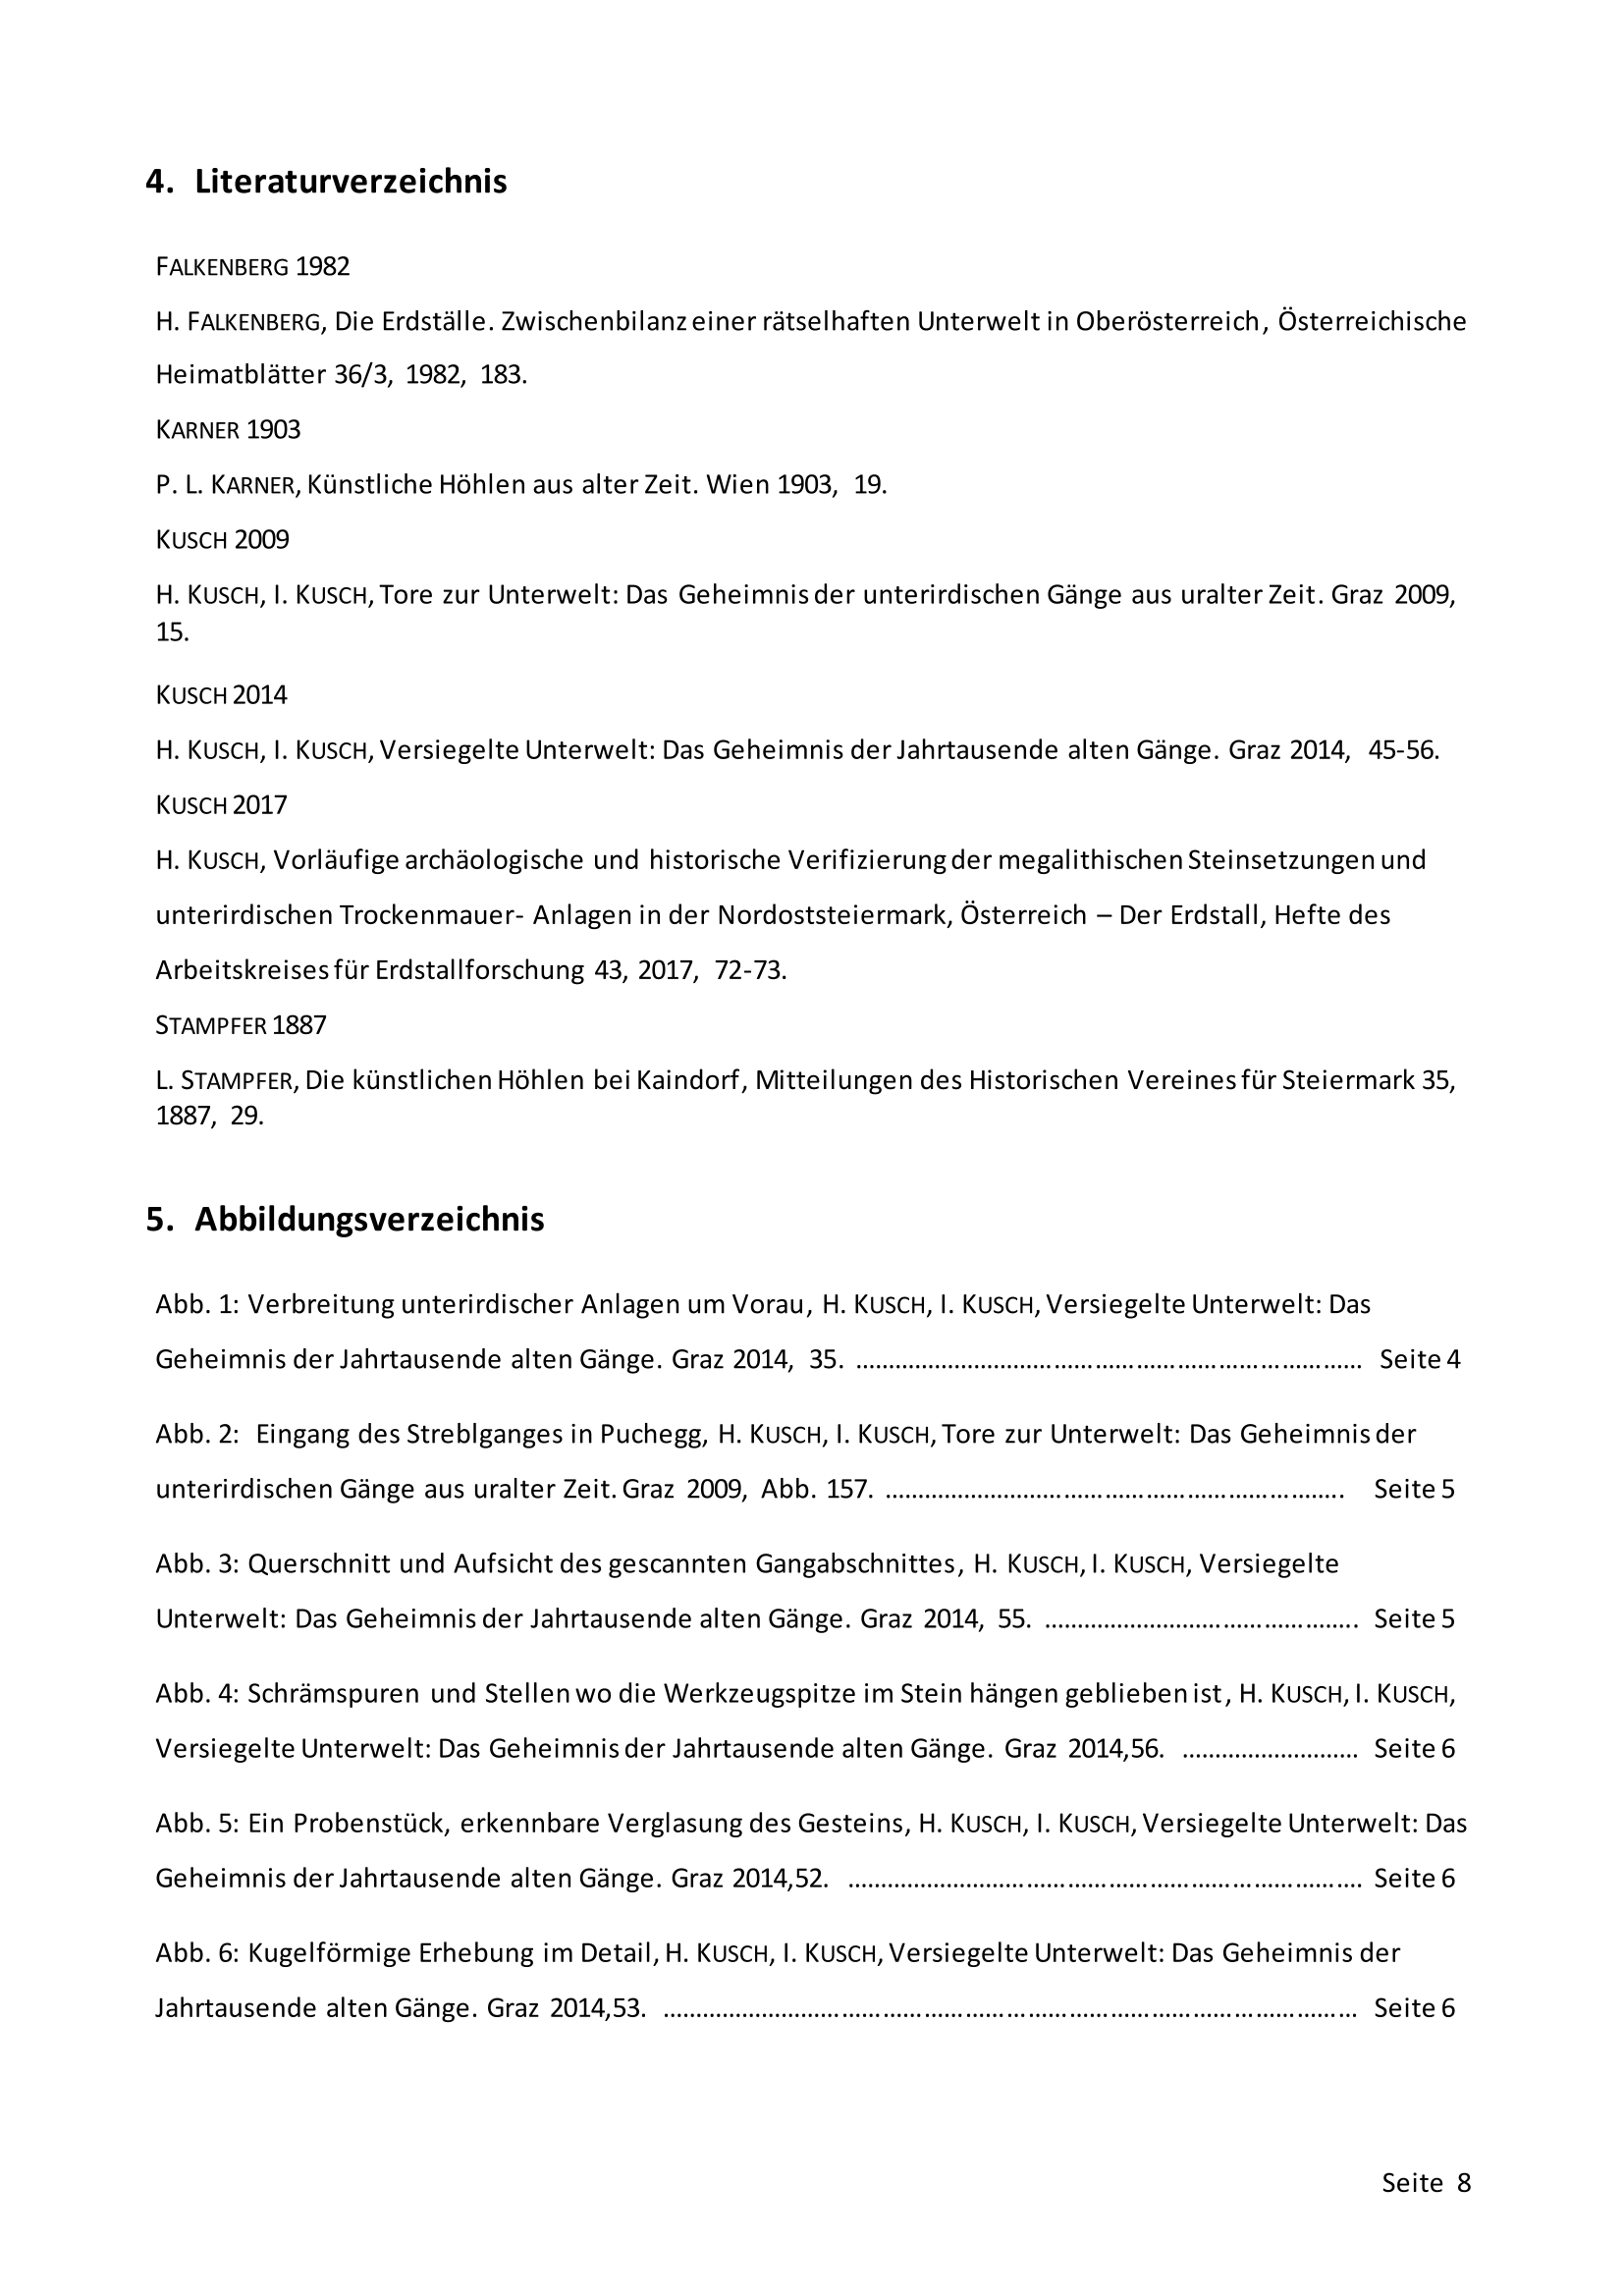 4. Literaturverzeichnis
FALKENBERG 1982
H. FALKENBERG, Die Erdställe. Zwischenbilanz einer rätselhaften Unterwelt in Oberösterreich, Österreichische
Heimatblätter 36/3, 1982, 183.
KARNER 1903
P. L. KARNER, Künstliche Höhlen aus alter Zeit. Wien 1903, 19.
KUSCH 2009
H. KUSCH, I. KUSCH, Tore zur Unterwelt: Das Geheimnis der unterirdischen Gänge aus uralter Zeit. Graz 2009,
15.
KUSCH 2014
H. KUSCH, I. KUSCH, Versiegelte Unterwelt: Das Geheimnis der Jahrtausende alten Gänge. Graz 2014, 45-56.
KUSCH 2017
H. KUSCH, Vorläufige archäologische und historische Verifizierung der megalithischen Steinsetzungen und
unterirdischen Trockenmauer- Anlagen in der Nordoststeiermark, Österreich – Der Erdstall, Hefte des
Arbeitskreises für Erdstallforschung 43, 2017, 72-73.
STAMPFER 1887
L. STAMPFER, Die künstlichen Höhlen bei Kaindorf, Mitteilungen des Historischen Vereines für Steiermark 35,
1887, 29.
5. Abbildungsverzeichnis
Abb. 1: Verbreitung unterirdischer Anlagen um Vorau, H. KUSCH, I. KUSCH, Versiegelte Unterwelt: Das
Geheimnis der Jahrtausende alten Gänge. Graz 2014, 35. ........................................................................ Seite 4
Abb. 2: Eingang des Streblganges in Puchegg, H. KUSCH, I. KUSCH, Tore zur Unterwelt: Das Geheimnis der
unterirdischen Gänge aus uralter Zeit. Graz 2009, Abb. 157. ................................................................. Seite 5
Abb. 3: Querschnitt und Aufsicht des gescannten Gangabschnittes, H. KUSCH, I. KUSCH, Versiegelte
Unterwelt: Das Geheimnis der Jahrtausende alten Gänge. Graz 2014, 55. ............................................. Seite 5
Abb. 4: Schrämspuren und Stellen wo die Werkzeugspitze im Stein hängen geblieben ist, H. KUSCH, I. KUSCH,
Versiegelte Unterwelt: Das Geheimnis der Jahrtausende alten Gänge. Graz 2014,56. ......................... Seite 6
Abb. 5: Ein Probenstück, erkennbare Verglasung des Gesteins, H. KUSCH, I. KUSCH, Versiegelte Unterwelt: Das
Geheimnis der Jahrtausende alten Gänge. Graz 2014,52. ......................................................................... Seite 6
Abb. 6: Kugelförmige Erhebung im Detail, H. KUSCH, I. KUSCH, Versiegelte Unterwelt: Das Geheimnis der
Jahrtausende alten Gänge. Graz 2014,53. .................................................................................................. Seite 6
Seite 8